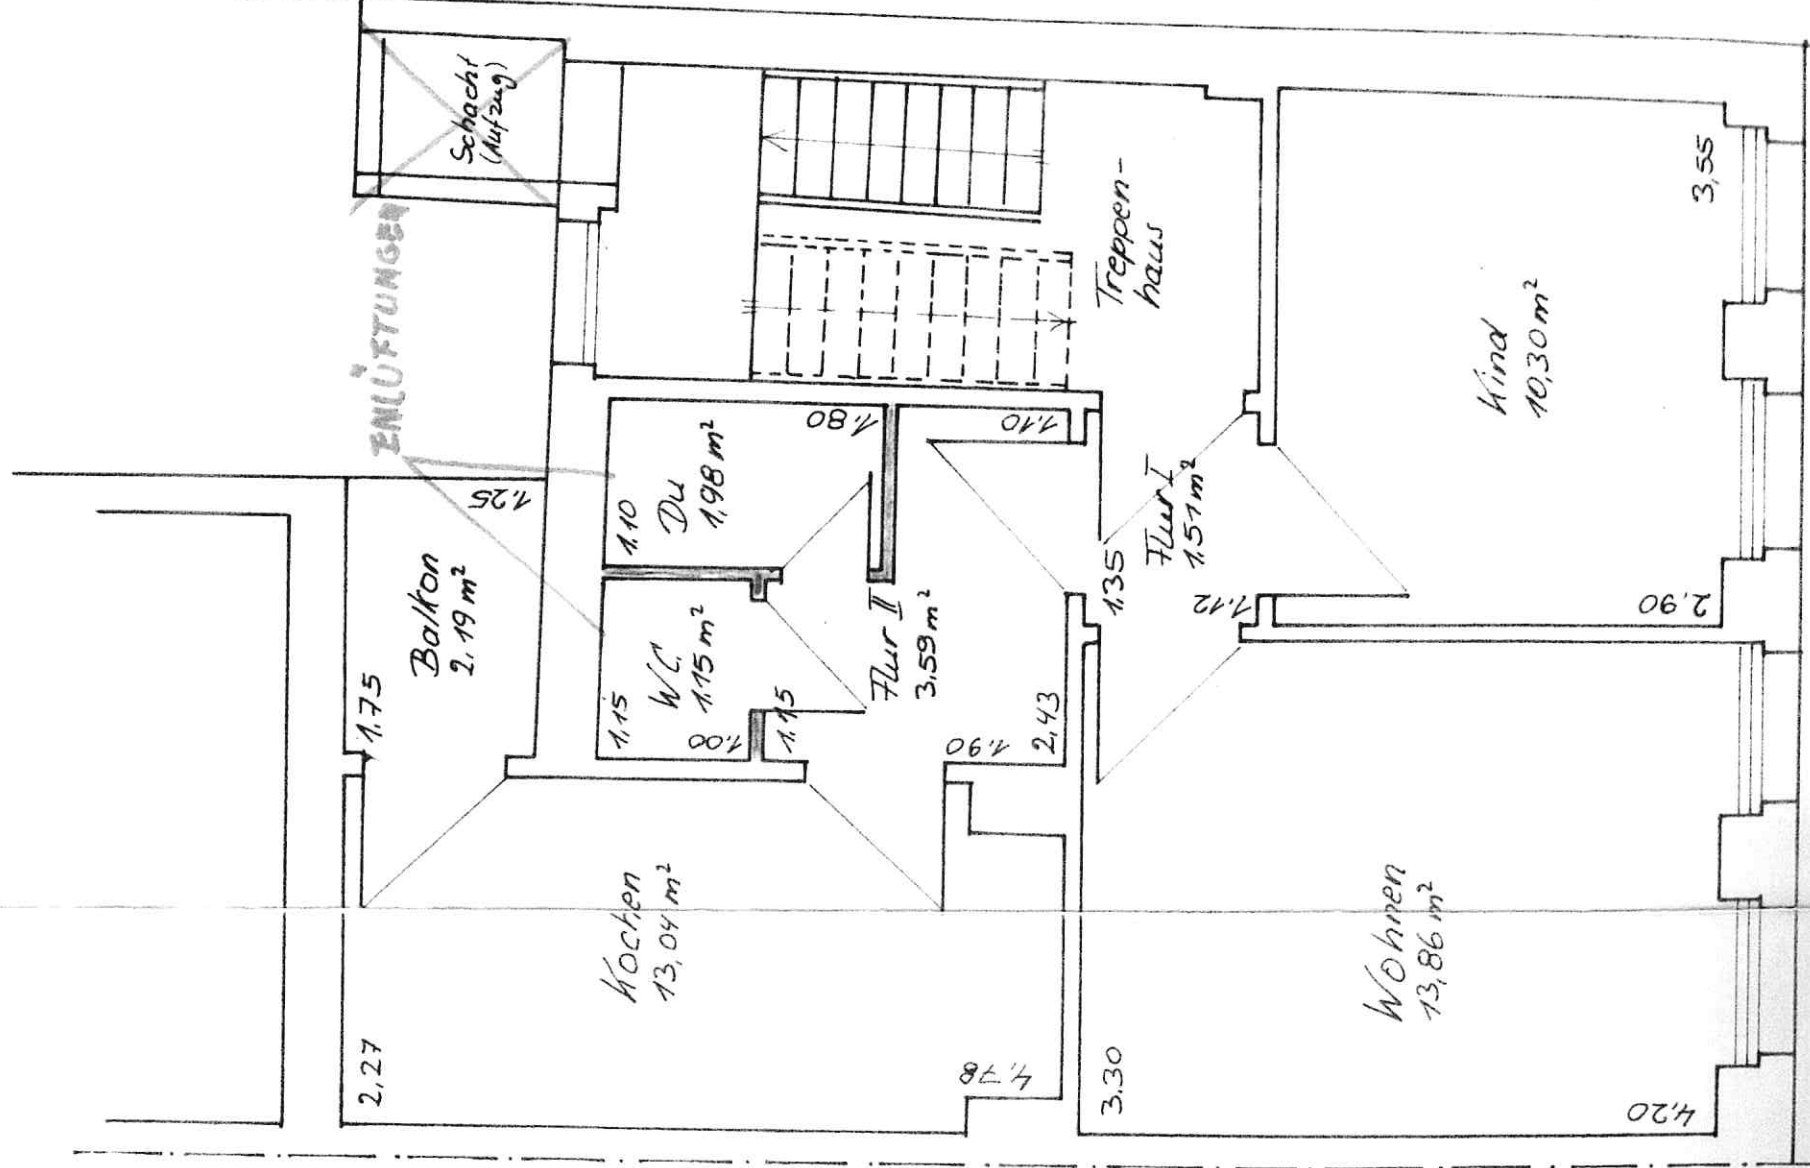 Schacht
(Aufzug)
ENLÜFTUNGEN
Treppen-
haus
3,55
Kind
10,30 m²
2.90
1.80
1.10
Du
1,98 m²
1.10
1.25
Balkon
2.19 m²
1.75
WC
1.15 m²
1,15
1.00
1.15
Flur II
3.59 m²
1.90
2,43
Flur I
1.51 m²
1.35
1.12
Kochen
13,04 m²
2.27
4.78
Wohnen
13,86 m²
3.30
4,20